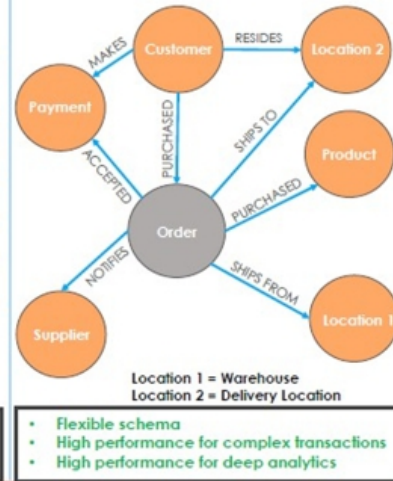 Customer
RESIDES
Location 2
MAKES
Payment
PURCHASED
SHIPS TO
Product
ACCEPTED
PURCHASED
Order
NOTIFIES
SHIPS FROM
Supplier
Location 1
Location 1 = Warehouse
Location 2 = Delivery Location
• Flexible schema
• High performance for complex transactions
• High performance for deep analytics